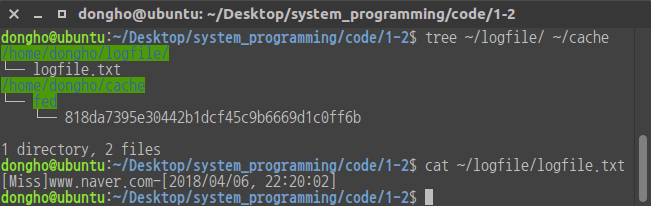 dongho@ubuntu: ~/Desktop/system_programming/code/1-2
dongho@ubuntu:~/Desktop/system_programming/code/1-2$ tree ~/logfile/ ~/cache
/home/dongho/logfile/
└── logfile.txt
/home/dongho/cache
└── fed
    └── 818da7395e30442b1dcf45c9b6669d1c0ff6b

1 directory, 2 files
dongho@ubuntu:~/Desktop/system_programming/code/1-2$ cat ~/logfile/logfile.txt
[Miss]www.naver.com-[2018/04/06, 22:20:02]
dongho@ubuntu:~/Desktop/system_programming/code/1-2$